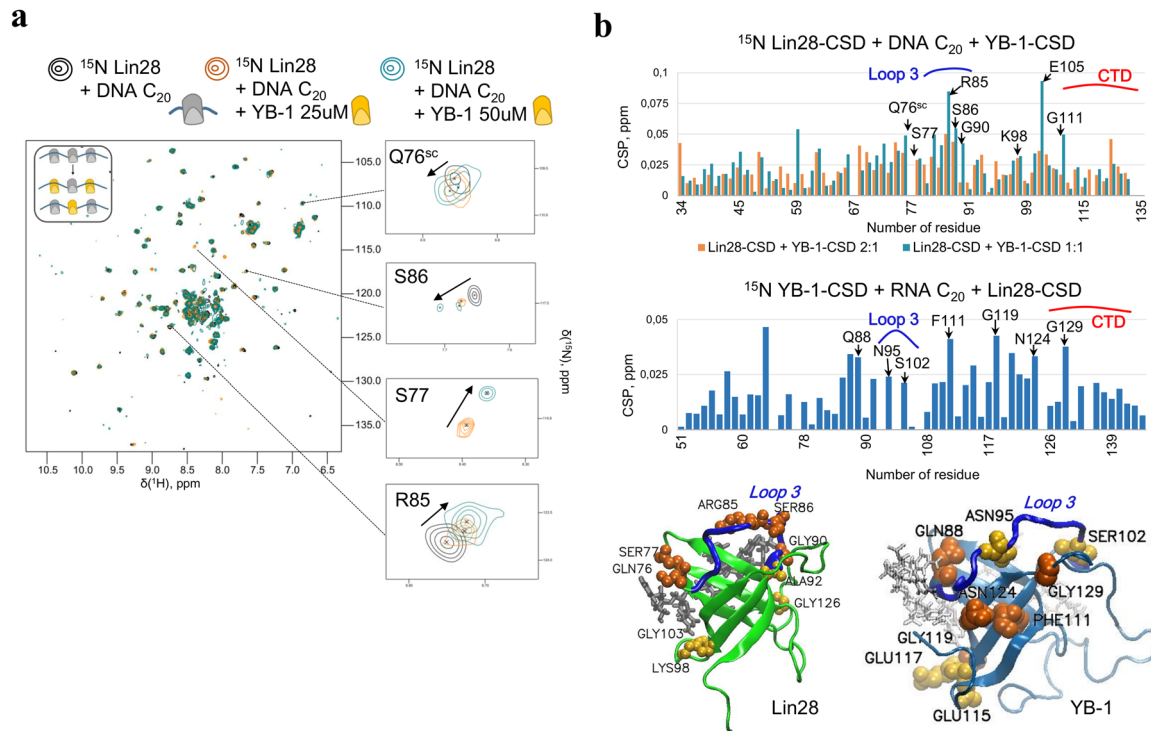 a
¹⁵N Lin28
+ DNA C₂₀
¹⁵N Lin28
+ DNA C₂₀
+ YB-1 25uM
¹⁵N Lin28
+ DNA C₂₀
+ YB-1 50uM
105.0
110.0
115.0
120.0
125.0
130.0
135.0
10.5
10.0
9.5
9.0
8.5
8.0
7.5
7.0
6.5
δ(¹H), ppm
δ(¹⁵N), ppm
Q76ˢᶜ
S86
S77
R85
b
¹⁵N Lin28-CSD + DNA C₂₀ + YB-1-CSD
CSP, ppm
0,1
0,075
0,05
0,025
0
Loop 3
R85
E105
CTD
Q76ˢᶜ
S86
S77
G90
K98
G111
34
45
59
67
77
91
99
115
135
Number of residue
Lin28-CSD + YB-1-CSD 2:1
Lin28-CSD + YB-1-CSD 1:1
¹⁵N YB-1-CSD + RNA C₂₀ + Lin28-CSD
CSP, ppm
0,05
0,025
0
Loop 3
Q88
N95
S102
F111
G119
N124
G129
CTD
51
60
78
90
108
117
126
139
Number of residue
Loop 3
ARG85
SER86
SER77
GLN76
GLY90
ALA92
GLY126
GLY103
LYS98
Lin28
Loop 3
ASN95
GLN88
SER102
ASN124
GLY129
PHE111
GLY119
GLU117
GLU115
YB-1